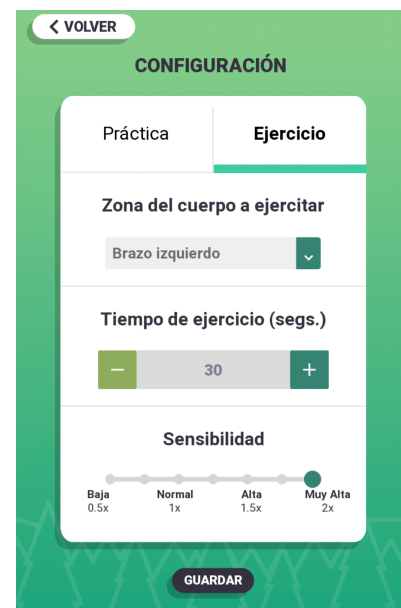 VOLVER
CONFIGURACIÓN
Práctica Ejercicio
Zona del cuerpo a ejercitar
Brazo izquierdo
Tiempo de ejercicio (segs.)
− 30 +
Sensibilidad
Baja Normal Alta Muy Alta
0.5x 1x 1.5x 2x
GUARDAR